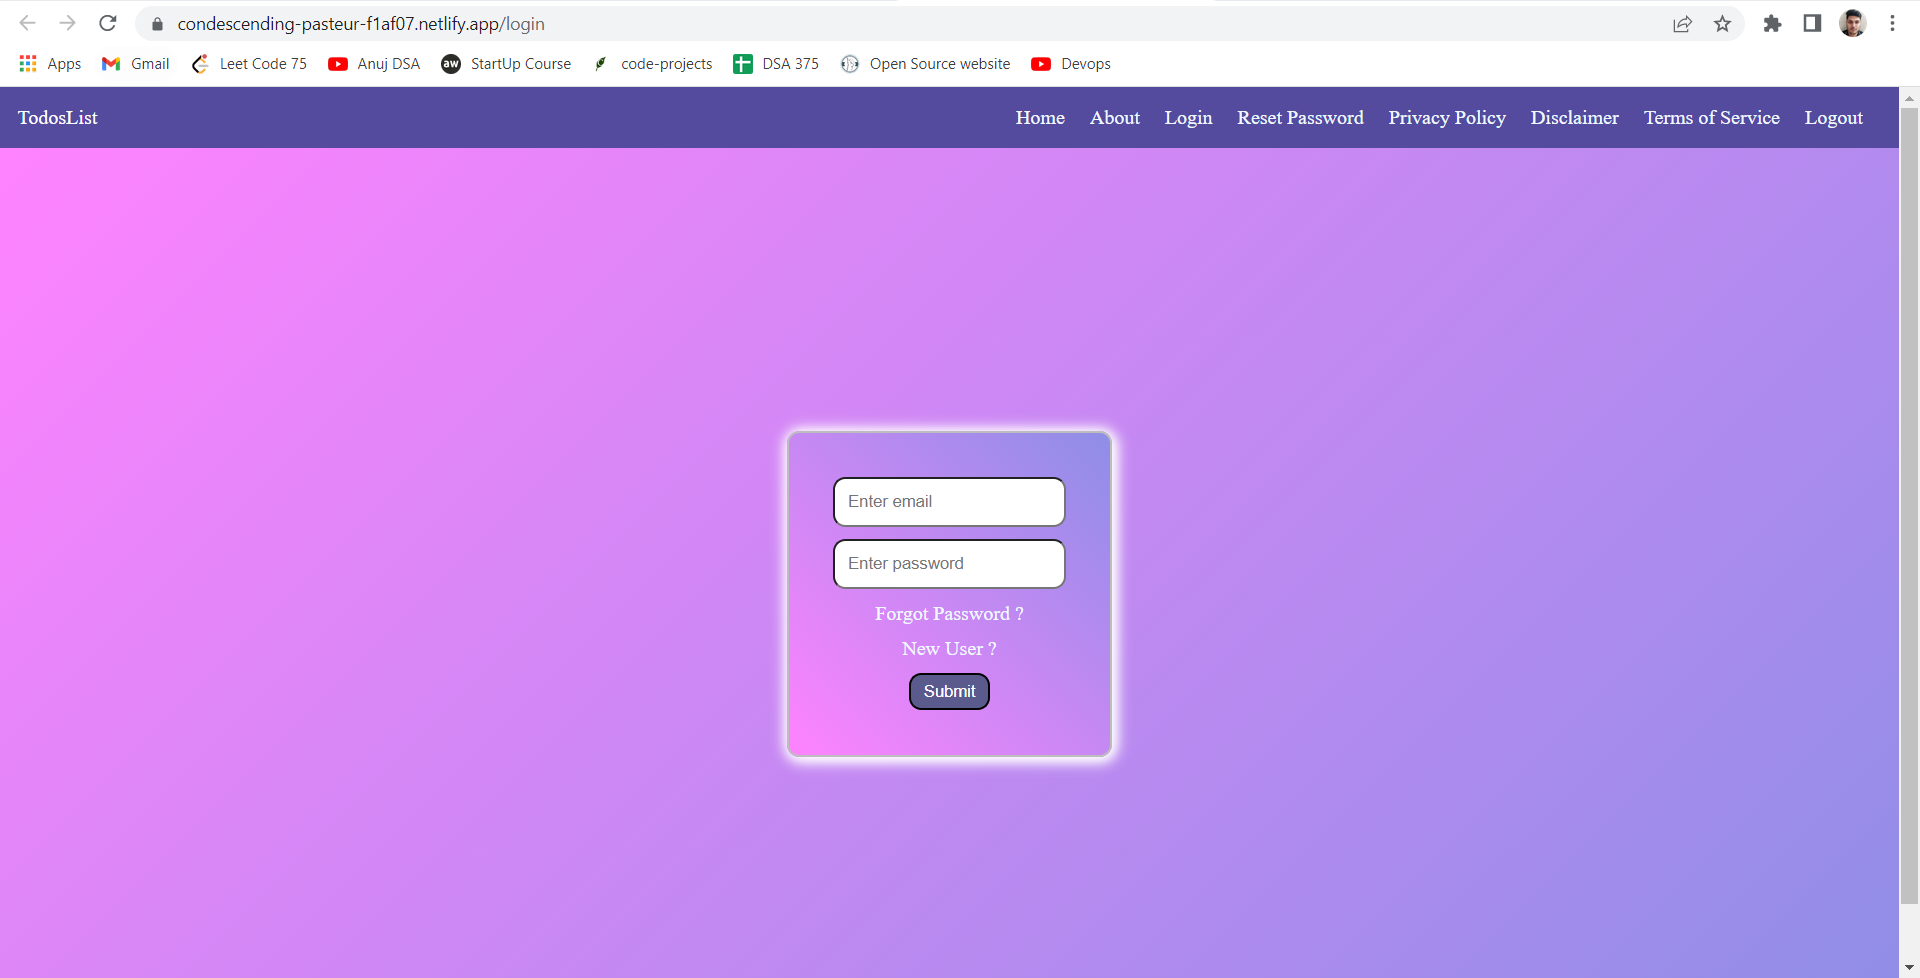 condescending-pasteur-f1af07.netlify.app/login
Apps Gmail Leet Code 75 Anuj DSA aw StartUp Course code-projects DSA 375 Open Source website Devops
TodosList Home About Login Reset Password Privacy Policy Disclaimer Terms of Service Logout
Enter email
Enter password
Forgot Password ?
New User ?
Submit